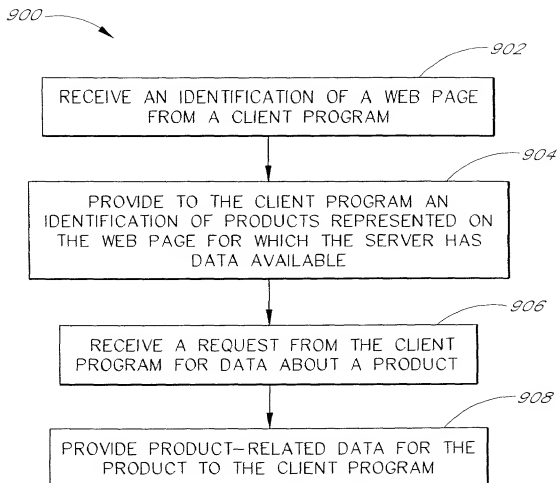 900
902
RECEIVE AN IDENTIFICATION OF A WEB PAGE
FROM A CLIENT PROGRAM
904
PROVIDE TO THE CLIENT PROGRAM AN
IDENTIFICATION OF PRODUCTS REPRESENTED ON
THE WEB PAGE FOR WHICH THE SERVER HAS
DATA AVAILABLE
906
RECEIVE A REQUEST FROM THE CLIENT
PROGRAM FOR DATA ABOUT A PRODUCT
908
PROVIDE PRODUCT-RELATED DATA FOR THE
PRODUCT TO THE CLIENT PROGRAM